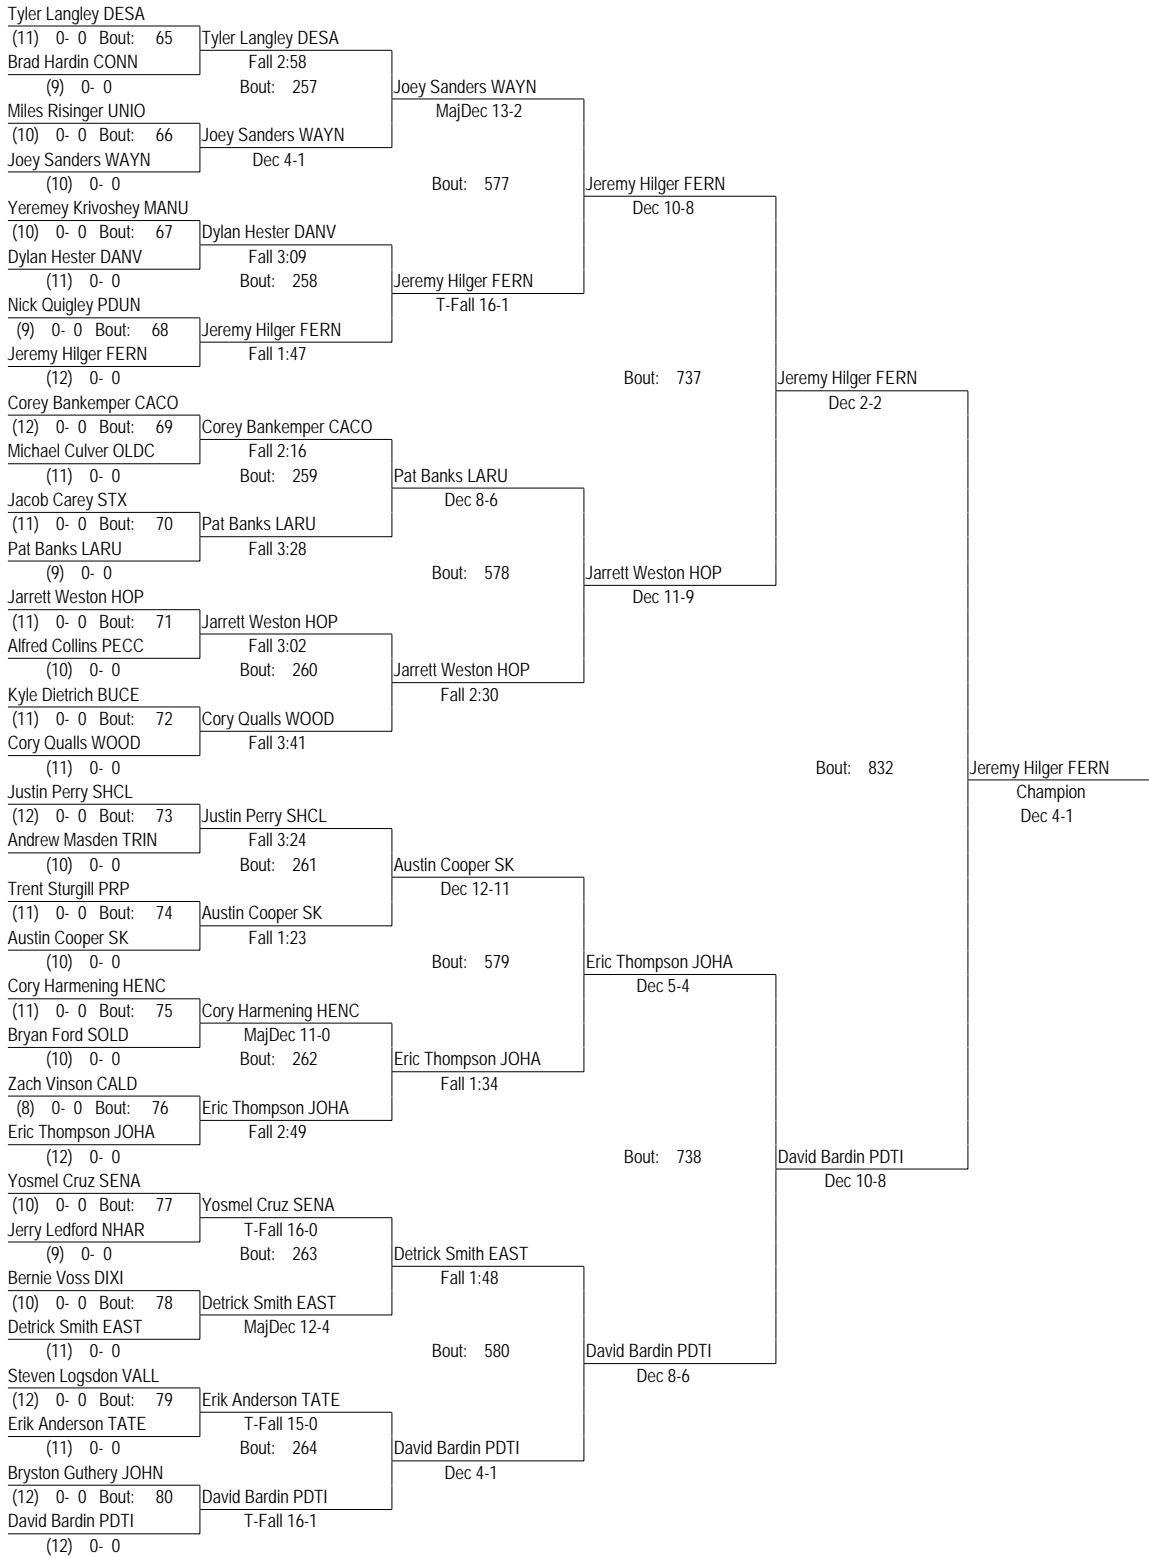 Tyler Langley DESA
(11) 0- 0 Bout: 65 Tyler Langley DESA
Brad Hardin CONN Fall 2:58
(9) 0- 0 Bout: 257 Joey Sanders WAYN
Miles Risinger UNIO MajDec 13-2
(10) 0- 0 Bout: 66 Joey Sanders WAYN
Joey Sanders WAYN Dec 4-1
(10) 0- 0 Bout: 577 Jeremy Hilger FERN
Yeremey Krivoshey MANU Dec 10-8
(10) 0- 0 Bout: 67 Dylan Hester DANV
Dylan Hester DANV Fall 3:09
(11) 0- 0 Bout: 258 Jeremy Hilger FERN
Nick Quigley PDUN T-Fall 16-1
(9) 0- 0 Bout: 68 Jeremy Hilger FERN
Jeremy Hilger FERN Fall 1:47
(12) 0- 0 Bout: 737 Jeremy Hilger FERN
Corey Bankemper CACO Dec 2-2
(12) 0- 0 Bout: 69 Corey Bankemper CACO
Michael Culver OLDC Fall 2:16
(11) 0- 0 Bout: 259 Pat Banks LARU
Jacob Carey STX Dec 8-6
(11) 0- 0 Bout: 70 Pat Banks LARU
Pat Banks LARU Fall 3:28
(9) 0- 0 Bout: 578 Jarrett Weston HOP
Jarrett Weston HOP Dec 11-9
(11) 0- 0 Bout: 71 Jarrett Weston HOP
Alfred Collins PECC Fall 3:02
(10) 0- 0 Bout: 260 Jarrett Weston HOP
Kyle Dietrich BUCE Fall 2:30
(11) 0- 0 Bout: 72 Cory Qualls WOOD
Cory Qualls WOOD Fall 3:41
(11) 0- 0 Bout: 832 Jeremy Hilger FERN
Justin Perry SHCL Champion
(12) 0- 0 Bout: 73 Justin Perry SHCL Dec 4-1
Andrew Masden TRIN Fall 3:24
(10) 0- 0 Bout: 261 Austin Cooper SK
Trent Sturgill PRP Dec 12-11
(11) 0- 0 Bout: 74 Austin Cooper SK
Austin Cooper SK Fall 1:23
(10) 0- 0 Bout: 579 Eric Thompson JOHA
Cory Harmening HENC Dec 5-4
(11) 0- 0 Bout: 75 Cory Harmening HENC
Bryan Ford SOLD MajDec 11-0
(10) 0- 0 Bout: 262 Eric Thompson JOHA
Zach Vinson CALD Fall 1:34
(8) 0- 0 Bout: 76 Eric Thompson JOHA
Eric Thompson JOHA Fall 2:49
(12) 0- 0 Bout: 738 David Bardin PDTI
Yosmel Cruz SENA Dec 10-8
(10) 0- 0 Bout: 77 Yosmel Cruz SENA
Jerry Ledford NHAR T-Fall 16-0
(9) 0- 0 Bout: 263 Detrick Smith EAST
Bernie Voss DIXI Fall 1:48
(10) 0- 0 Bout: 78 Detrick Smith EAST
Detrick Smith EAST MajDec 12-4
(11) 0- 0 Bout: 580 David Bardin PDTI
Steven Logsdon VALL Dec 8-6
(12) 0- 0 Bout: 79 Erik Anderson TATE
Erik Anderson TATE T-Fall 15-0
(11) 0- 0 Bout: 264 David Bardin PDTI
Bryston Guthery JOHN Dec 4-1
(12) 0- 0 Bout: 80 David Bardin PDTI
David Bardin PDTI T-Fall 16-1
(12) 0- 0